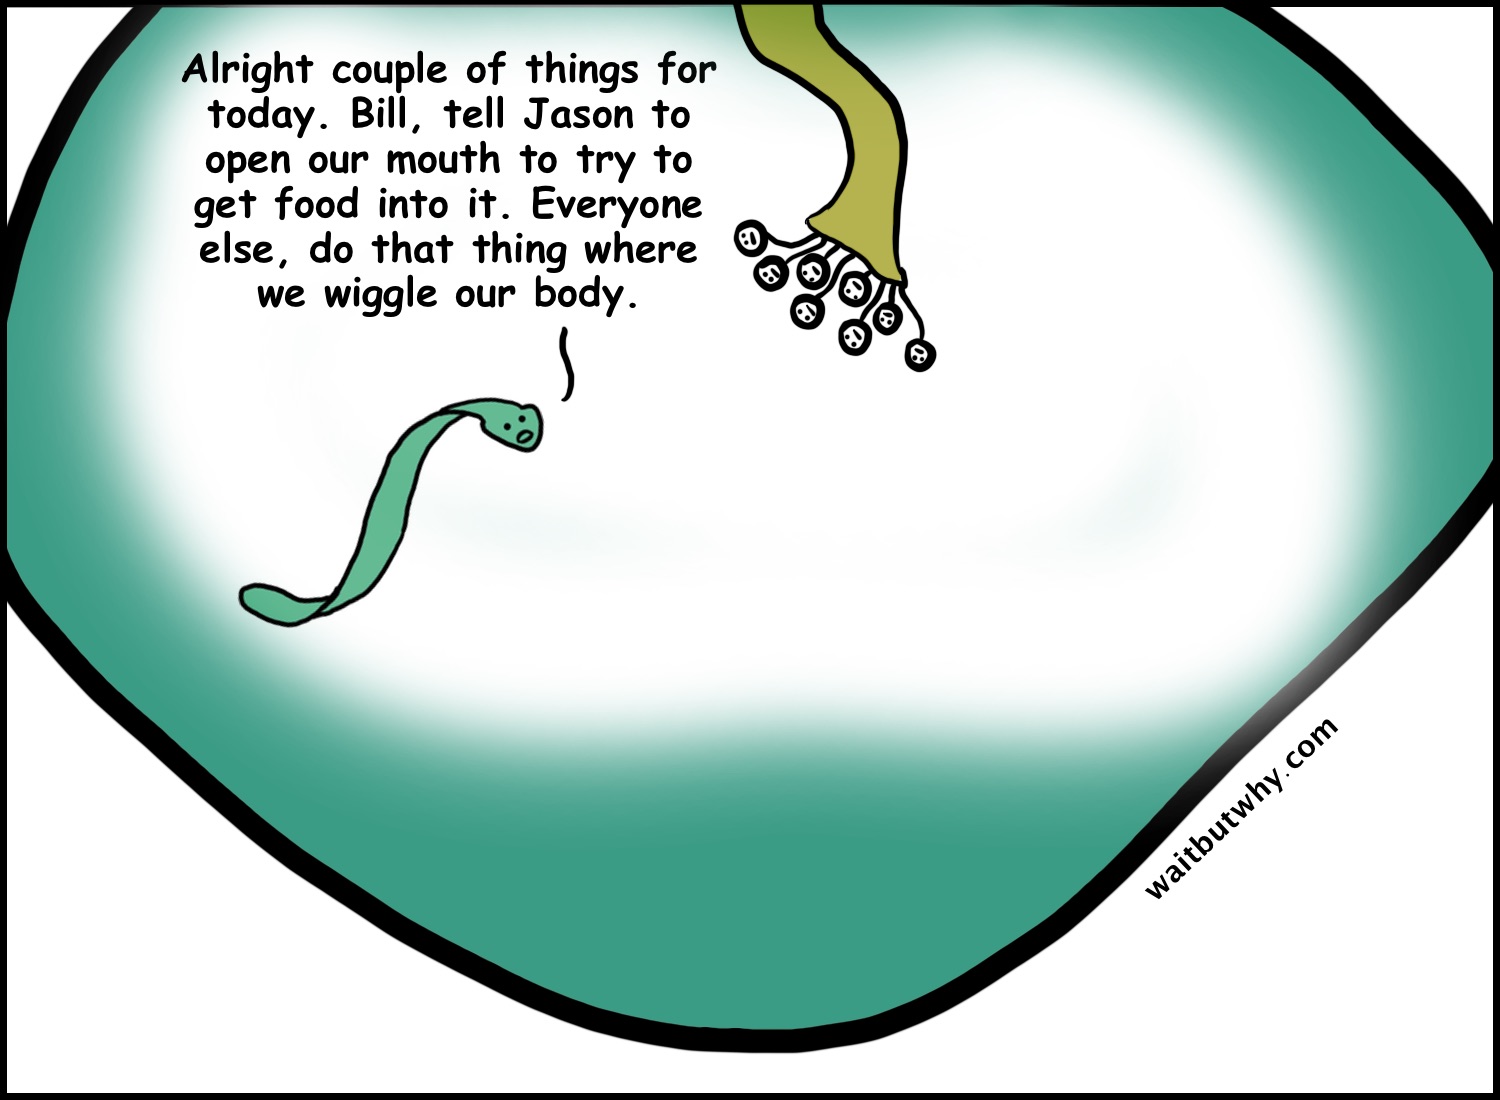 Alright couple of things for
today. Bill, tell Jason to
open our mouth to try to
get food into it. Everyone
else, do that thing where
we wiggle our body.
waitbutwhy.com